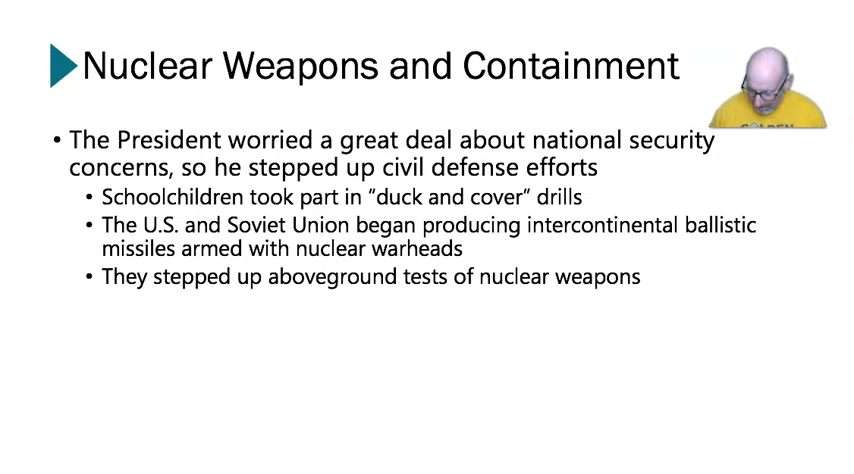 Nuclear Weapons and Containment
• The President worried a great deal about national security
concerns, so he stepped up civil defense efforts
• Schoolchildren took part in “duck and cover” drills
• The U.S. and Soviet Union began producing intercontinental ballistic
missiles armed with nuclear warheads
• They stepped up aboveground tests of nuclear weapons